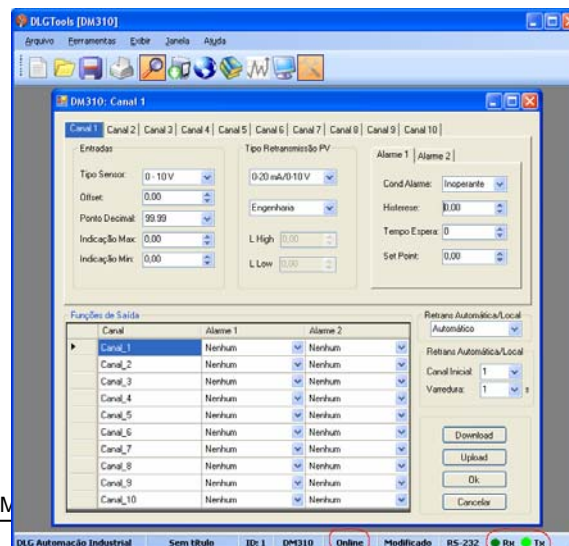 DLGTools [DM310]
Arquivo Ferramentas Exibir Janela Ajuda
DM310: Canal 1
Canal 1 Canal 2 Canal 3 Canal 4 Canal 5 Canal 6 Canal 7 Canal 8 Canal 9 Canal 10
Entradas
Tipo Sensor: 0 - 10 V
Offset: 0.00
Ponto Decimal: 99.99
Indicação Max: 0,00
Indicação Min: 0,00
Tipo Retransmissão PV
0-20 mA/0-10 V
Engenharia
L High 0,00
L Low 0,00
Alarme 1 Alarme 2
Cond Alarme: Inoperante
Histerese: 0,00
Tempo Espera: 0
Set Point: 0,00
Funções de Saída
Canal Alarme 1 Alarme 2
Canal_1 Nenhum Nenhum
Canal_2 Nenhum Nenhum
Canal_3 Nenhum Nenhum
Canal_4 Nenhum Nenhum
Canal_5 Nenhum Nenhum
Canal_6 Nenhum Nenhum
Canal_7 Nenhum Nenhum
Canal_8 Nenhum Nenhum
Canal_9 Nenhum Nenhum
Canal_10 Nenhum Nenhum
Retrans Automática/Local
Automático
Retrans Automática/Local
Canal Inicial: 1
Varredura: 1 s
Download
Upload
Ok
Cancelar
M
DLG Automação Industrial Sem título ID: 1 DM310 Online Modificado RS-232 Rx Tx